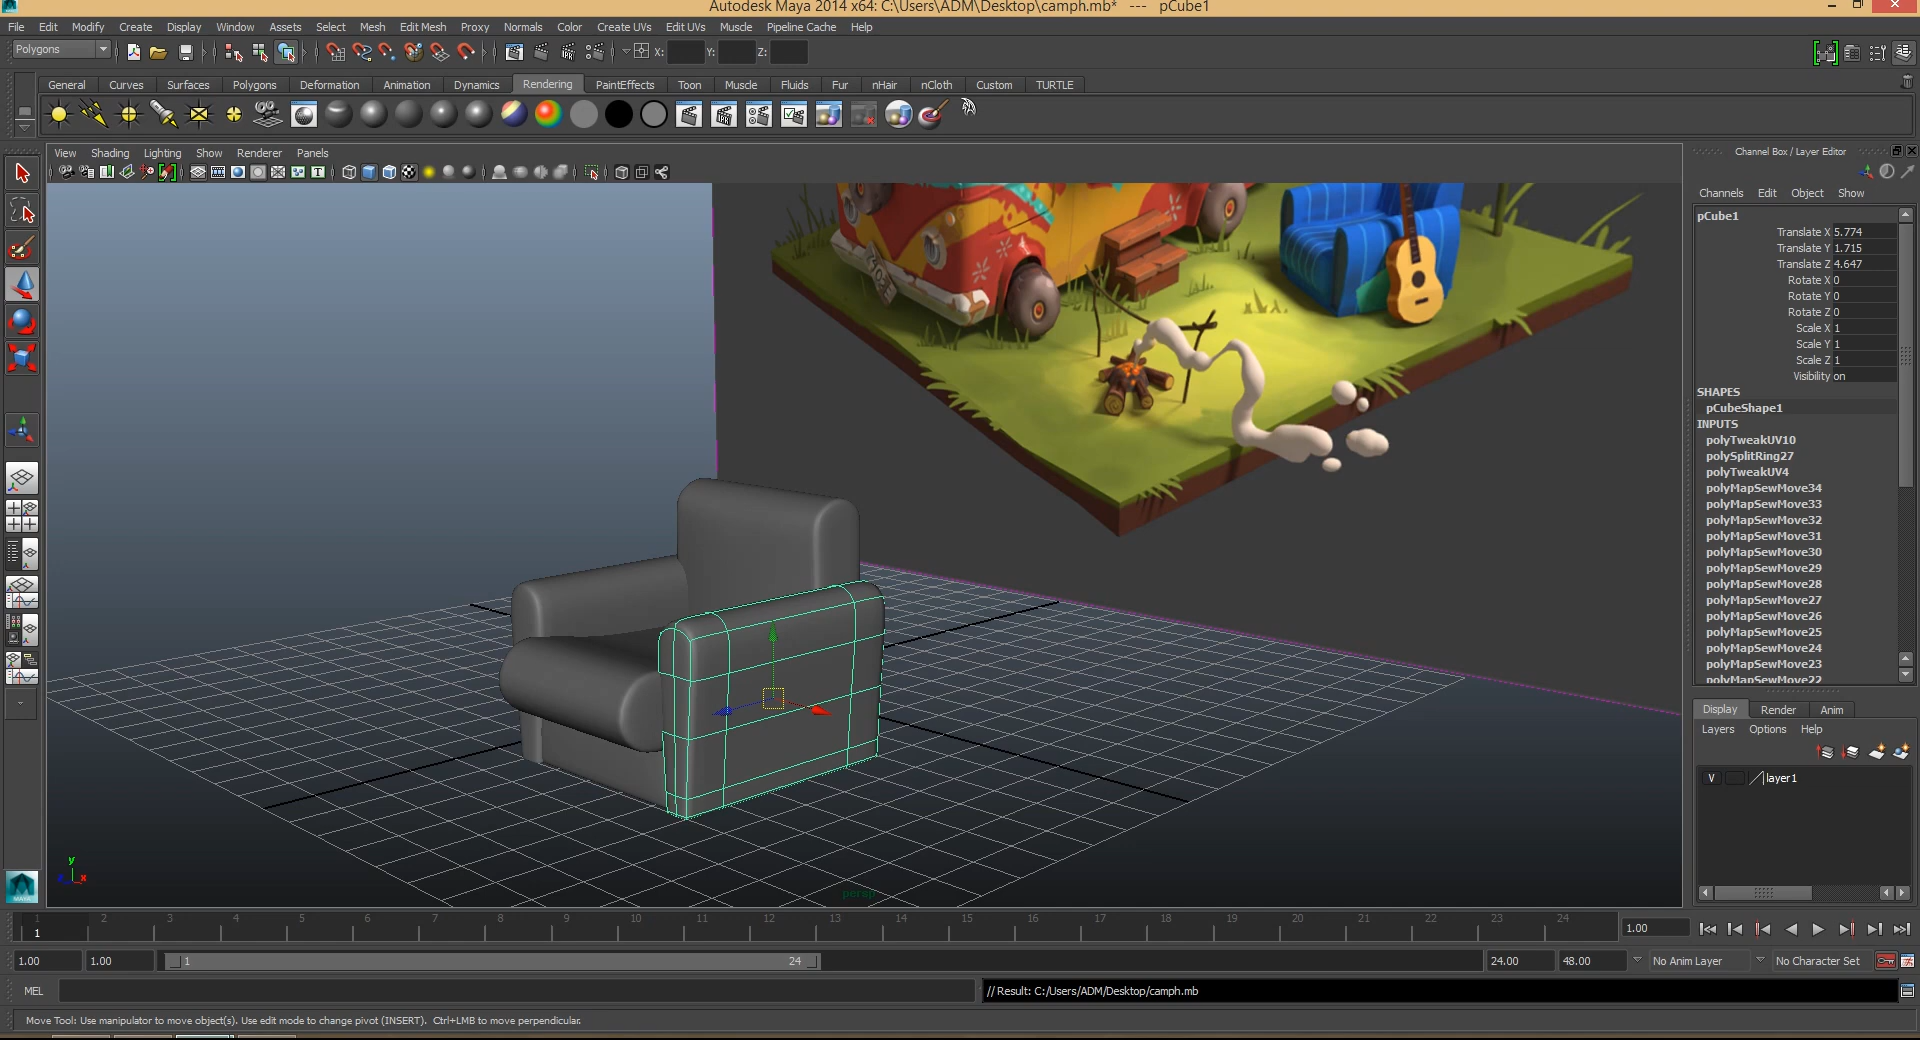 Autodesk Maya 2014 x64: C:\Users\ADM\Desktop\camph.mb*   ---   pCube1
File Edit Modify Create Display Window Assets Select Mesh Edit Mesh Proxy Normals Color Create UVs Edit UVs Muscle Pipeline Cache Help
Polygons X: Y: Z:
General Curves Surfaces Polygons Deformation Animation Dynamics Rendering PaintEffects Toon Muscle Fluids Fur nHair nCloth Custom TURTLE
View Shading Lighting Show Renderer Panels
Channel Box / Layer Editor
Channels Edit Object Show
pCube1
Translate X 5.774
Translate Y 1.715
Translate Z 4.647
Rotate X 0
Rotate Y 0
Rotate Z 0
Scale X 1
Scale Y 1
Scale Z 1
Visibility on
SHAPES
pCubeShape1
INPUTS
polyTweakUV10
polySplitRing27
polyTweakUV4
polyMapSewMove34
polyMapSewMove33
polyMapSewMove32
polyMapSewMove31
polyMapSewMove30
polyMapSewMove29
polyMapSewMove28
polyMapSewMove27
polyMapSewMove26
polyMapSewMove25
polyMapSewMove24
polyMapSewMove23
polyMapSewMove22
Display Render Anim
Layers Options Help
V layer1
y
x
persp
1 2 3 4 5 6 7 8 9 10 11 12 13 14 15 16 17 18 19 20 21 22 23 24
1
1.00
1.00 1.00 1 24 24.00 48.00 No Anim Layer No Character Set
MEL // Result: C:/Users/ADM/Desktop/camph.mb
Move Tool: Use manipulator to move object(s). Use edit mode to change pivot (INSERT). Ctrl+LMB to move perpendicular.